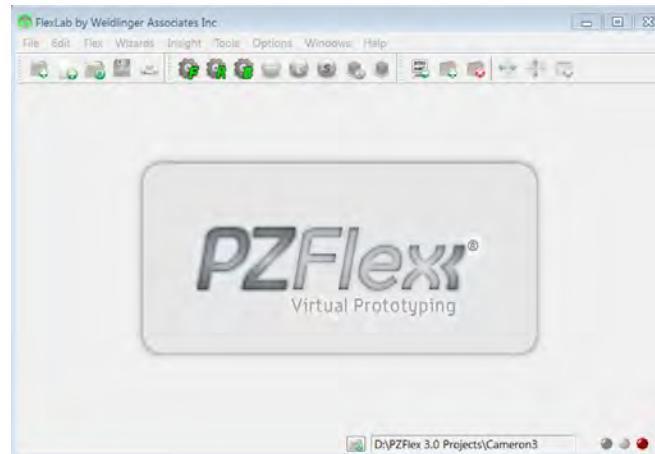 FlexLab by Weidlinger Associates Inc
File Edit Flex Wizards Insight Tools Options Windows Help
PZFlex®
Virtual Prototyping
D:\PZFlex 3.0 Projects\Cameron3